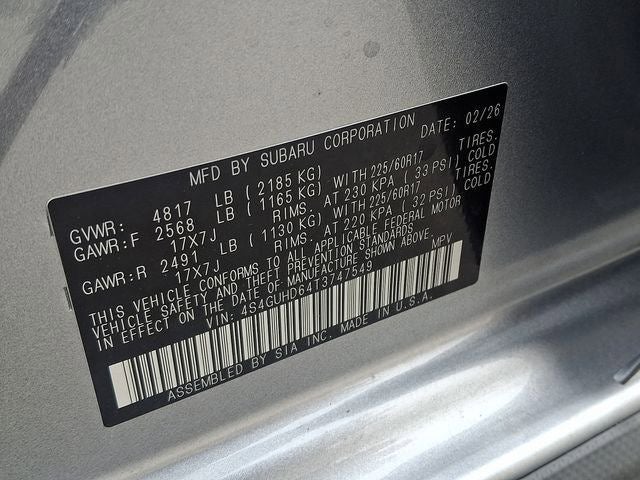 MFD BY SUBARU CORPORATION DATE: 02/26
GVWR: 4817 LB ( 2185 KG)
GAWR:F 2568 LB ( 1165 KG) WITH 225/60R17 TIRES.
17X7J RIMS. AT 230 KPA ( 33 PSI) COLD
GAWR:R 2491 LB ( 1130 KG) WITH 225/60R17 TIRES.
17X7J RIMS. AT 220 KPA ( 32 PSI) COLD.
THIS VEHICLE CONFORMS TO ALL APPLICABLE FEDERAL MOTOR
VEHICLE SAFETY AND THEFT PREVENTION STANDARDS
IN EFFECT ON THE DATE OF MANUFACTURE SHOWN ABOVE.
VIN: 4S4GUHD64T3747549 MPV
ASSEMBLED BY SIA INC. MADE IN U.S.A.